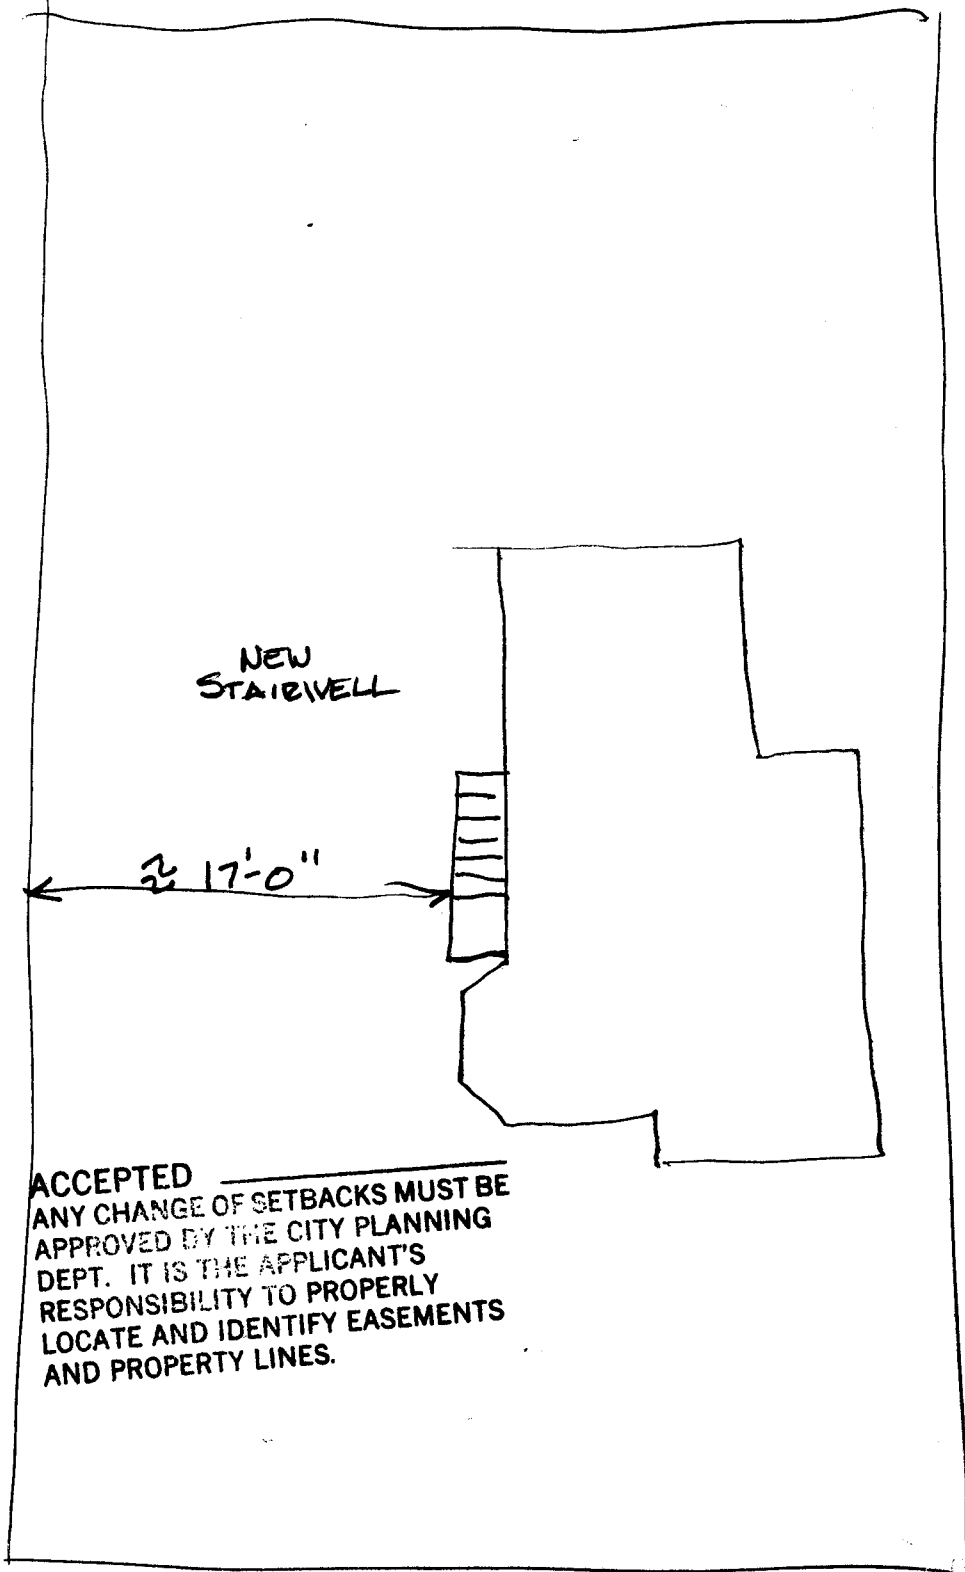 NEW
STAIRWELL
≈ 17'-0"
ACCEPTED
ANY CHANGE OF SETBACKS MUST BE
APPROVED BY THE CITY PLANNING
DEPT. IT IS THE APPLICANT'S
RESPONSIBILITY TO PROPERLY
LOCATE AND IDENTIFY EASEMENTS
AND PROPERTY LINES.